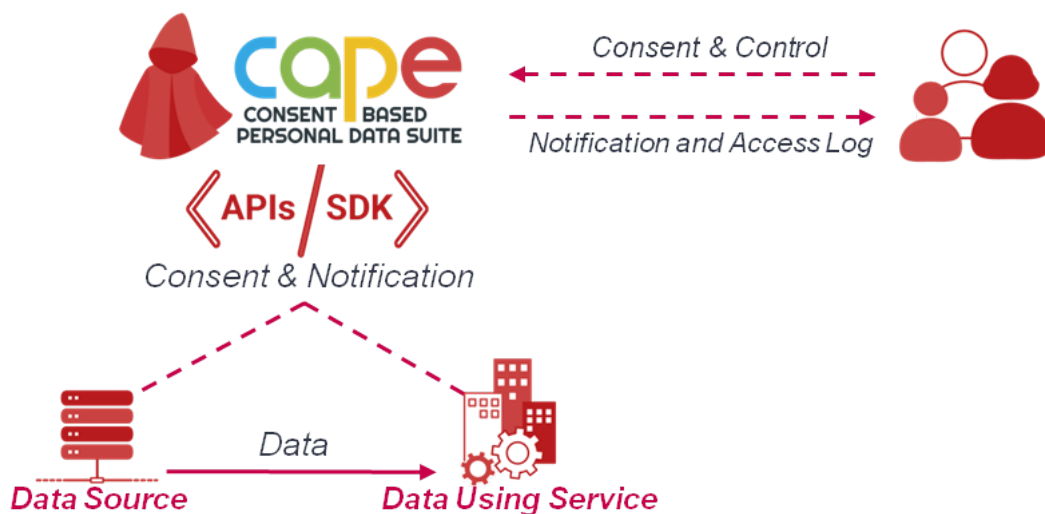 cape
CONSENT BASED
PERSONAL DATA SUITE
Consent & Control
Notification and Access Log
APIs / SDK
Consent & Notification
Data
Data Source
Data Using Service